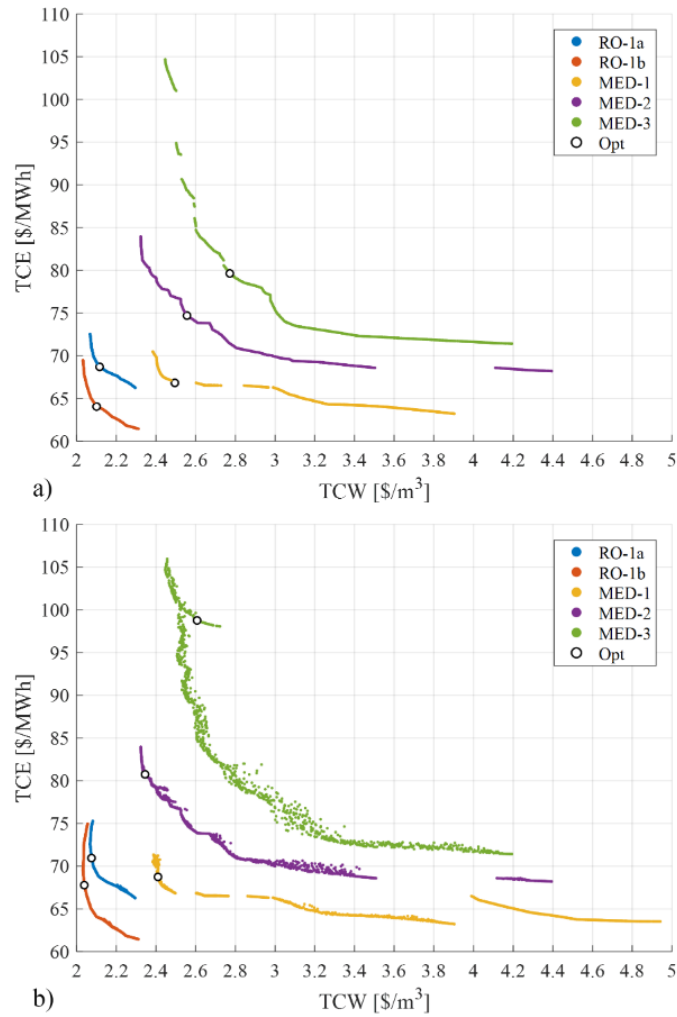 110
105
100
95
90
85
80
75
70
65
60
TCE [$/MWh]
RO-1a
RO-1b
MED-1
MED-2
MED-3
Opt
2 2.2 2.4 2.6 2.8 3 3.2 3.4 3.6 3.8 4 4.2 4.4 4.6 4.8 5
a) TCW [$/m³]
110
105
100
95
90
85
80
75
70
65
60
TCE [$/MWh]
RO-1a
RO-1b
MED-1
MED-2
MED-3
Opt
2 2.2 2.4 2.6 2.8 3 3.2 3.4 3.6 3.8 4 4.2 4.4 4.6 4.8 5
b) TCW [$/m³]